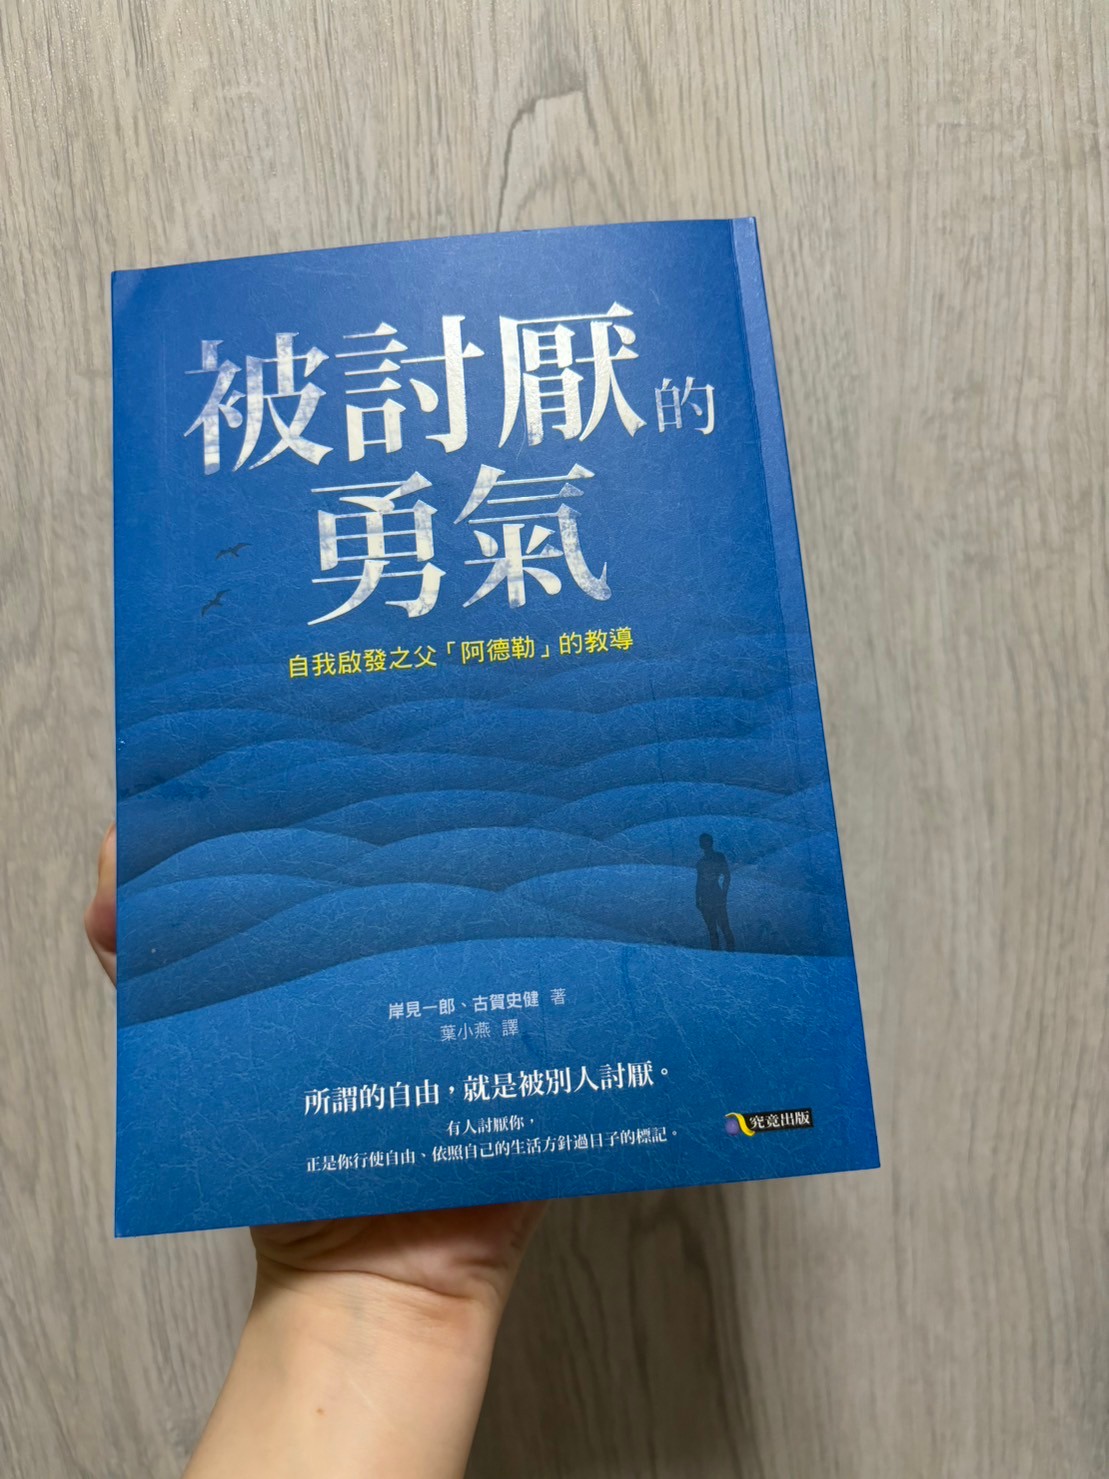 被討厭的
勇氣
自我啟發之父「阿德勒」的教導
岸見一郎、古賀史健 著
葉小燕 譯
所謂的自由，就是被別人討厭。
有人討厭你，
正是你行使自由、依照自己的生活方針過日子的標記。
究竟出版